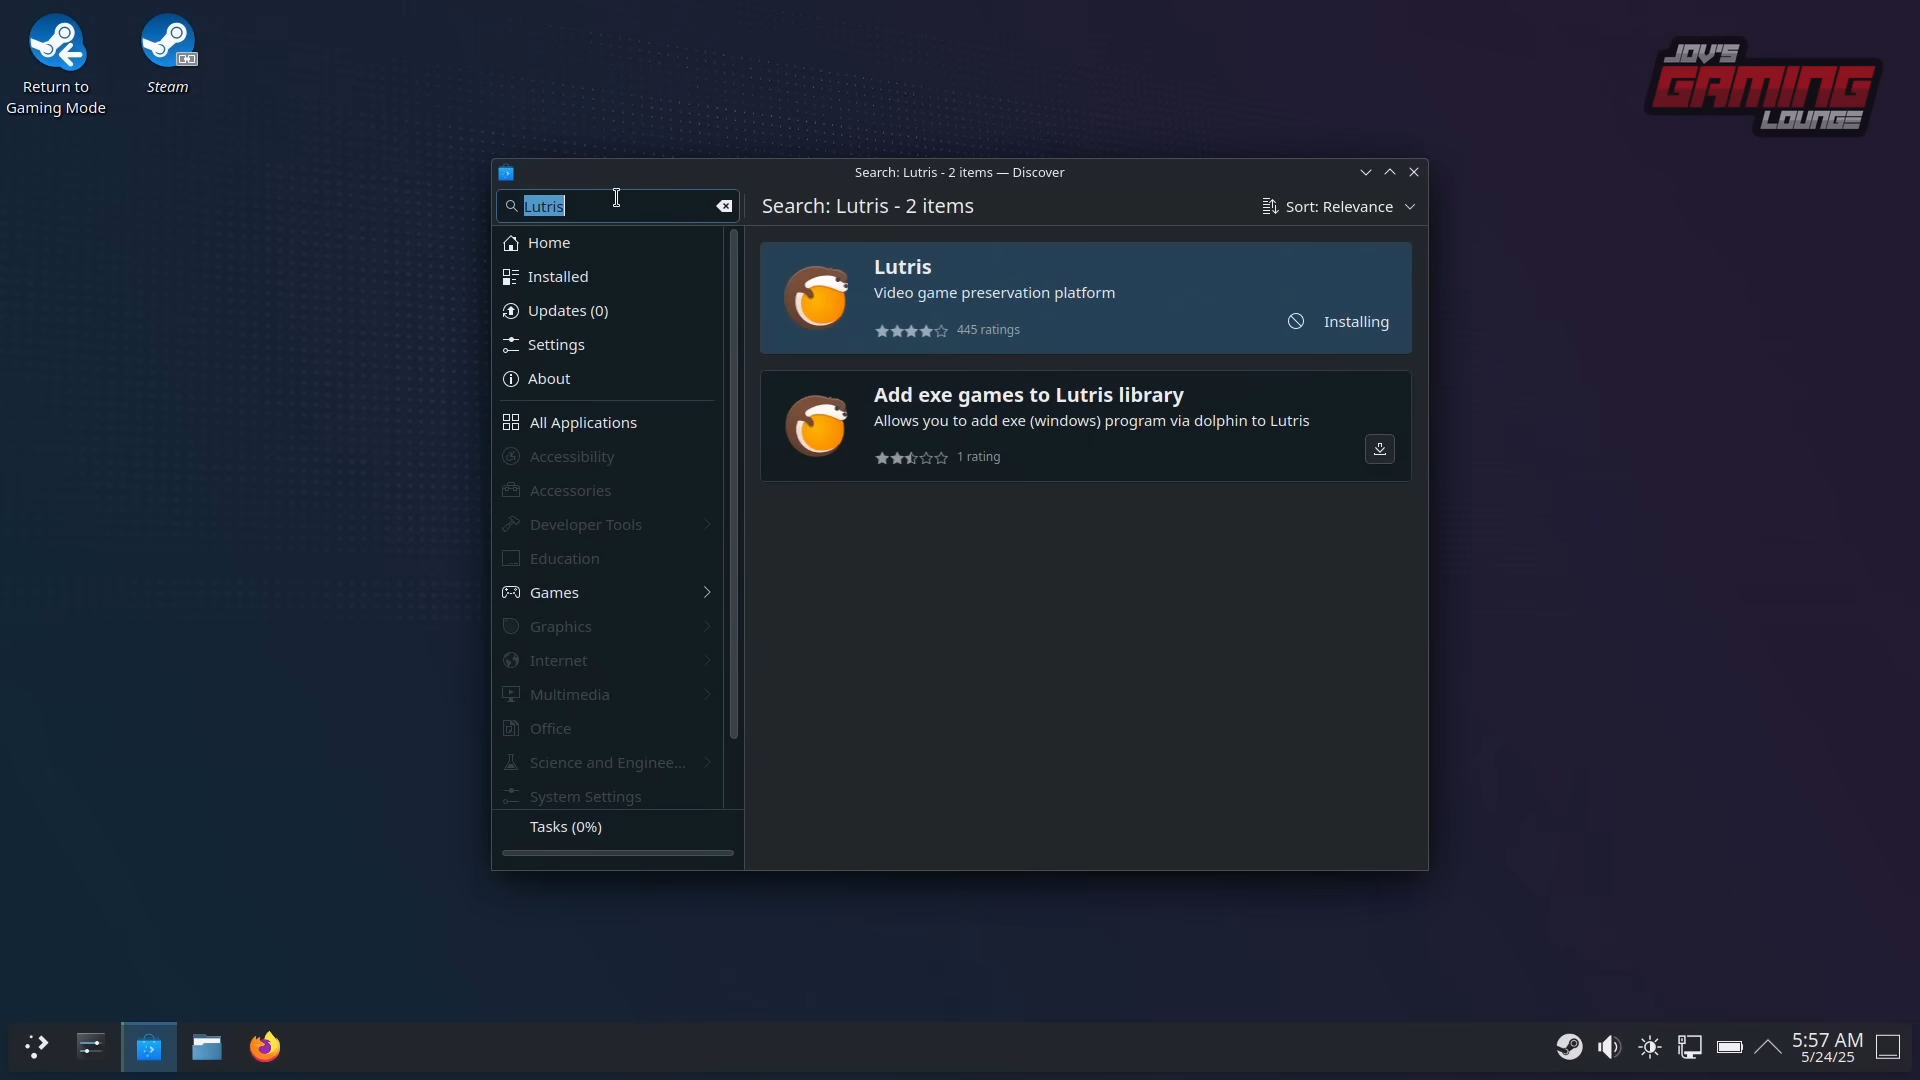 Return to
Gaming Mode
Steam
JOV'S
GAMING
LOUNGE
Search: Lutris - 2 items — Discover
Lutris
Search: Lutris - 2 items
Sort: Relevance
Home
Installed
Updates (0)
Settings
About
All Applications
Accessibility
Accessories
Developer Tools
Education
Games
Graphics
Internet
Multimedia
Office
Science and Enginee...
System Settings
Tasks (0%)
Lutris
Video game preservation platform
445 ratings
Installing
Add exe games to Lutris library
Allows you to add exe (windows) program via dolphin to Lutris
1 rating
5:57 AM
5/24/25